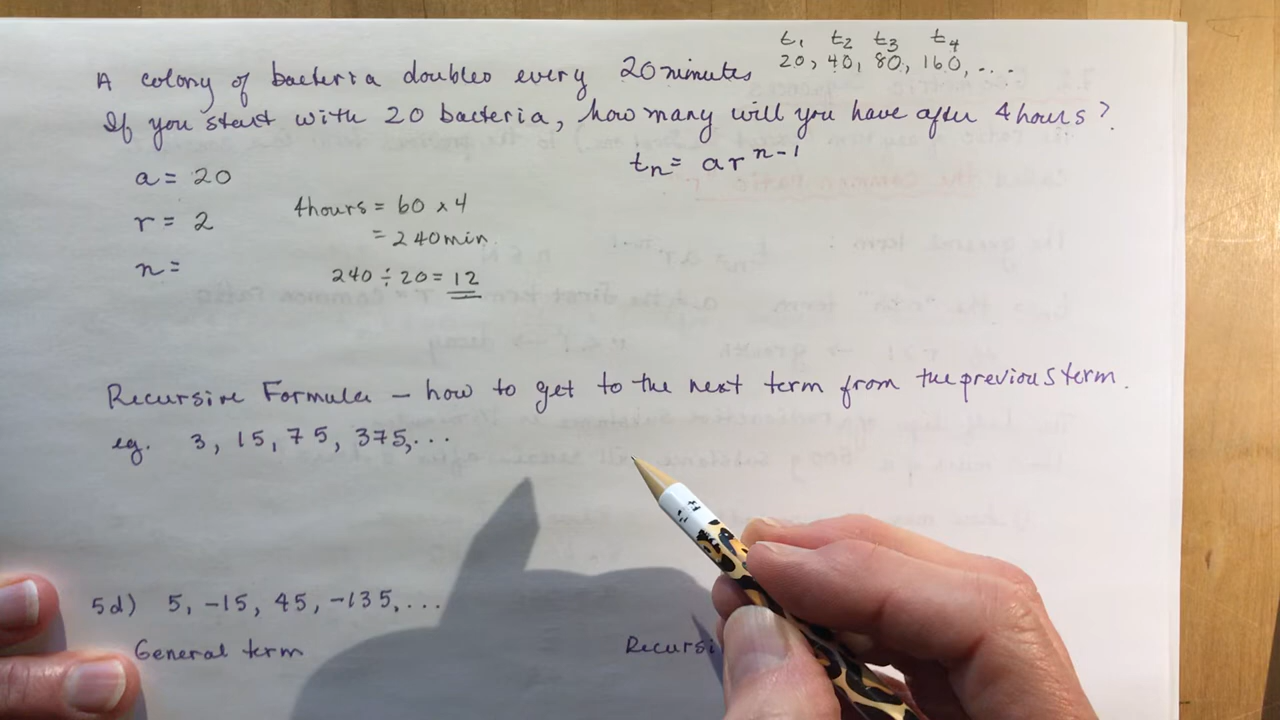 t₁ t₂ t₃ t₄
A colony of bacteria doubles every 20 minutes 20, 40, 80, 160, ...
If you start with 20 bacteria, how many will you have after 4 hours?
tₙ = ar^(n-1)
a = 20
r = 2
n =
4hours = 60 x 4
= 240 min.
240 ÷ 20 = 12
Recursive Formula – how to get to the next term from the previous term.
eg. 3, 15, 75, 375, ...
5d) 5, -15, 45, -135, ...
General term
Recursi